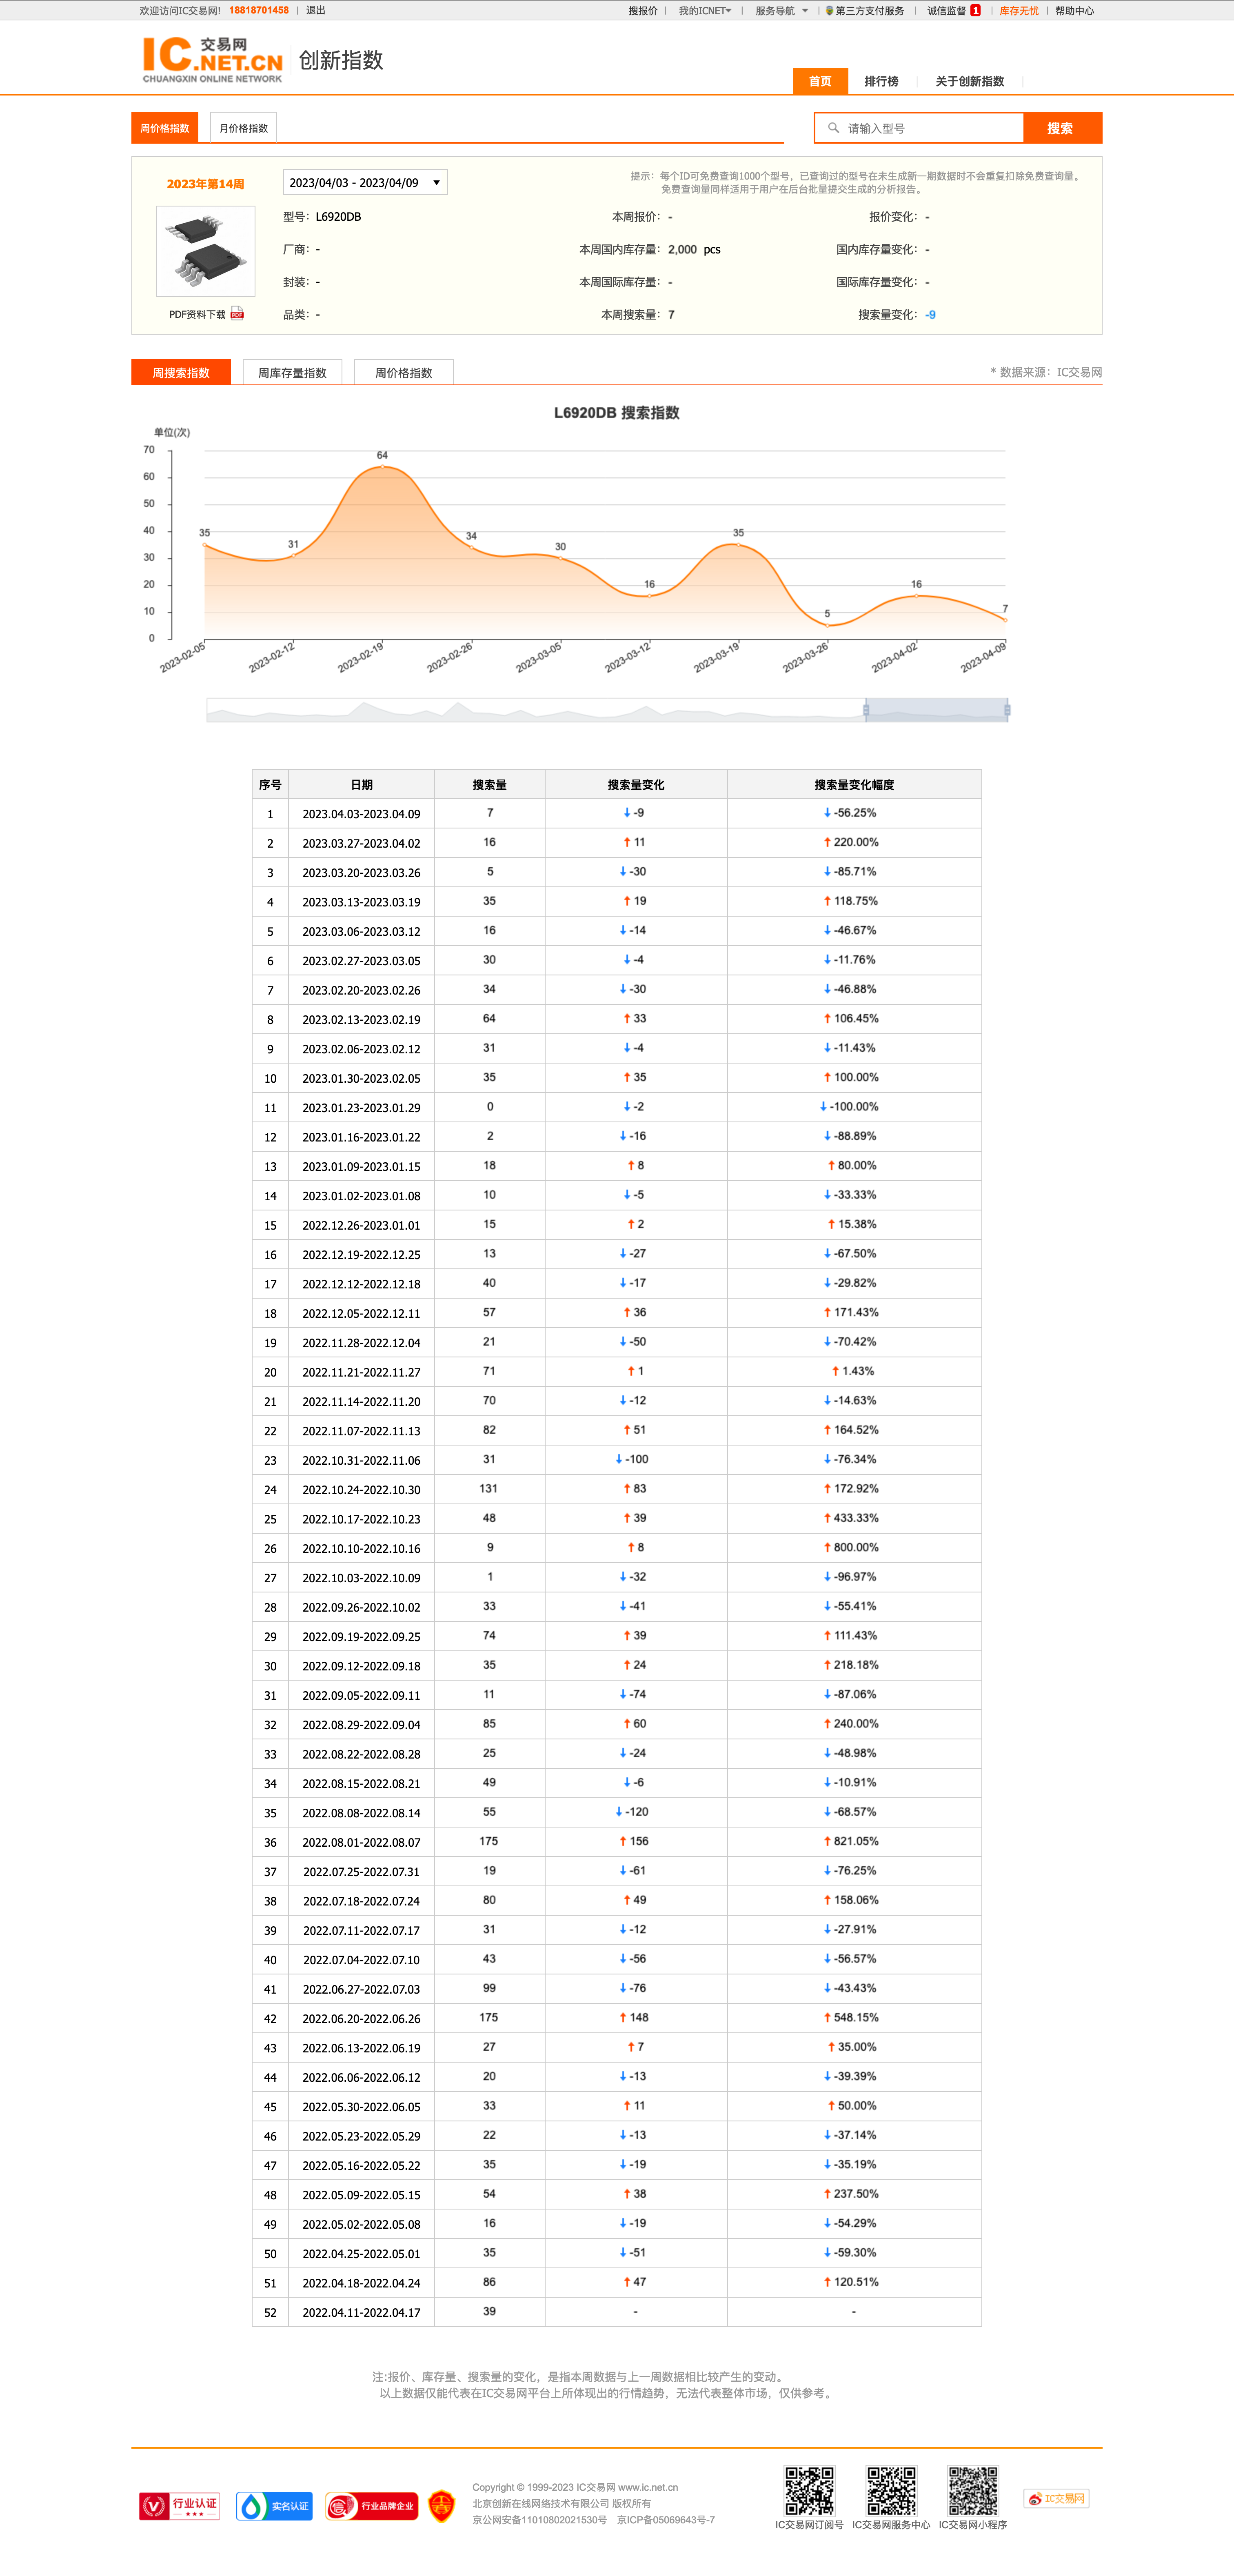 欢迎访问IC交易网! 18818701458 | 退出 搜报价 | 我的ICNET | 服务导航 | 第三方支付服务 | 诚信监督 1 | 库存无忧 | 帮助中心
IC交易网 .NET.CN CHUANGXIN ONLINE NETWORK 创新指数
首页 排行榜 关于创新指数
周价格指数 月价格指数 请输入型号 搜索
2023年第14周 2023/04/03 - 2023/04/09 提示：每个ID可免费查询1000个型号，已查询过的型号在未生成新一期数据时不会重复扣除免费查询量。
免费查询量同样适用于用户在后台批量提交生成的分析报告。
型号：L6920DB 本周报价：- 报价变化：-
厂商：- 本周国内库存量：2,000 pcs 国内库存量变化：-
封装：- 本周国际库存量：- 国际库存量变化：-
PDF资料下载 PDF 品类：- 本周搜索量：7 搜索量变化：-9
周搜索指数 周库存量指数 周价格指数 * 数据来源：IC交易网
L6920DB 搜索指数
单位(次)
70
60
50
40
30
20
10
0
35 31 64 34 30 16 35 5 16 7
2023-02-05 2023-02-12 2023-02-19 2023-02-26 2023-03-05 2023-03-12 2023-03-19 2023-03-26 2023-04-02 2023-04-09
序号 日期 搜索量 搜索量变化 搜索量变化幅度
1 2023.04.03-2023.04.09 7 ↓-9 ↓-56.25%
2 2023.03.27-2023.04.02 16 ↑11 ↑220.00%
3 2023.03.20-2023.03.26 5 ↓-30 ↓-85.71%
4 2023.03.13-2023.03.19 35 ↑19 ↑118.75%
5 2023.03.06-2023.03.12 16 ↓-14 ↓-46.67%
6 2023.02.27-2023.03.05 30 ↓-4 ↓-11.76%
7 2023.02.20-2023.02.26 34 ↓-30 ↓-46.88%
8 2023.02.13-2023.02.19 64 ↑33 ↑106.45%
9 2023.02.06-2023.02.12 31 ↓-4 ↓-11.43%
10 2023.01.30-2023.02.05 35 ↑35 ↑100.00%
11 2023.01.23-2023.01.29 0 ↓-2 ↓-100.00%
12 2023.01.16-2023.01.22 2 ↓-16 ↓-88.89%
13 2023.01.09-2023.01.15 18 ↑8 ↑80.00%
14 2023.01.02-2023.01.08 10 ↓-5 ↓-33.33%
15 2022.12.26-2023.01.01 15 ↑2 ↑15.38%
16 2022.12.19-2022.12.25 13 ↓-27 ↓-67.50%
17 2022.12.12-2022.12.18 40 ↓-17 ↓-29.82%
18 2022.12.05-2022.12.11 57 ↑36 ↑171.43%
19 2022.11.28-2022.12.04 21 ↓-50 ↓-70.42%
20 2022.11.21-2022.11.27 71 ↑1 ↑1.43%
21 2022.11.14-2022.11.20 70 ↓-12 ↓-14.63%
22 2022.11.07-2022.11.13 82 ↑51 ↑164.52%
23 2022.10.31-2022.11.06 31 ↓-100 ↓-76.34%
24 2022.10.24-2022.10.30 131 ↑83 ↑172.92%
25 2022.10.17-2022.10.23 48 ↑39 ↑433.33%
26 2022.10.10-2022.10.16 9 ↑8 ↑800.00%
27 2022.10.03-2022.10.09 1 ↓-32 ↓-96.97%
28 2022.09.26-2022.10.02 33 ↓-41 ↓-55.41%
29 2022.09.19-2022.09.25 74 ↑39 ↑111.43%
30 2022.09.12-2022.09.18 35 ↑24 ↑218.18%
31 2022.09.05-2022.09.11 11 ↓-74 ↓-87.06%
32 2022.08.29-2022.09.04 85 ↑60 ↑240.00%
33 2022.08.22-2022.08.28 25 ↓-24 ↓-48.98%
34 2022.08.15-2022.08.21 49 ↓-6 ↓-10.91%
35 2022.08.08-2022.08.14 55 ↓-120 ↓-68.57%
36 2022.08.01-2022.08.07 175 ↑156 ↑821.05%
37 2022.07.25-2022.07.31 19 ↓-61 ↓-76.25%
38 2022.07.18-2022.07.24 80 ↑49 ↑158.06%
39 2022.07.11-2022.07.17 31 ↓-12 ↓-27.91%
40 2022.07.04-2022.07.10 43 ↓-56 ↓-56.57%
41 2022.06.27-2022.07.03 99 ↓-76 ↓-43.43%
42 2022.06.20-2022.06.26 175 ↑148 ↑548.15%
43 2022.06.13-2022.06.19 27 ↑7 ↑35.00%
44 2022.06.06-2022.06.12 20 ↓-13 ↓-39.39%
45 2022.05.30-2022.06.05 33 ↑11 ↑50.00%
46 2022.05.23-2022.05.29 22 ↓-13 ↓-37.14%
47 2022.05.16-2022.05.22 35 ↓-19 ↓-35.19%
48 2022.05.09-2022.05.15 54 ↑38 ↑237.50%
49 2022.05.02-2022.05.08 16 ↓-19 ↓-54.29%
50 2022.04.25-2022.05.01 35 ↓-51 ↓-59.30%
51 2022.04.18-2022.04.24 86 ↑47 ↑120.51%
52 2022.04.11-2022.04.17 39 - -
注:报价、库存量、搜索量的变化，是指本周数据与上一周数据相比较产生的变动。
以上数据仅能代表在IC交易网平台上所体现出的行情趋势，无法代表整体市场，仅供参考。
行业认证 实名认证 行业品牌企业
Copyright © 1999-2023 IC交易网 www.ic.net.cn
北京创新在线网络技术有限公司 版权所有
京公网安备11010802021530号 京ICP备05069643号-7
IC交易网订阅号 IC交易网服务中心 IC交易网小程序
IC交易网